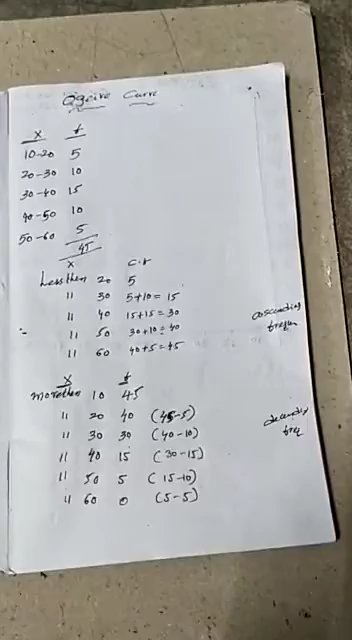 Ogive Curve
X f
10-20 5
20-30 10
30-40 15
40-50 10
50-60 5
45
X c.f
Less then 20 5
11 30 5+10 = 15
11 40 15+15 = 30
11 50 30+10 = 40
11 60 40+5 = 45
X f
more then 10 45
11 20 40 (45-5)
11 30 30 (40-10)
11 40 15 (30-15)
11 50 5 (15-10)
11 60 0 (5-5)